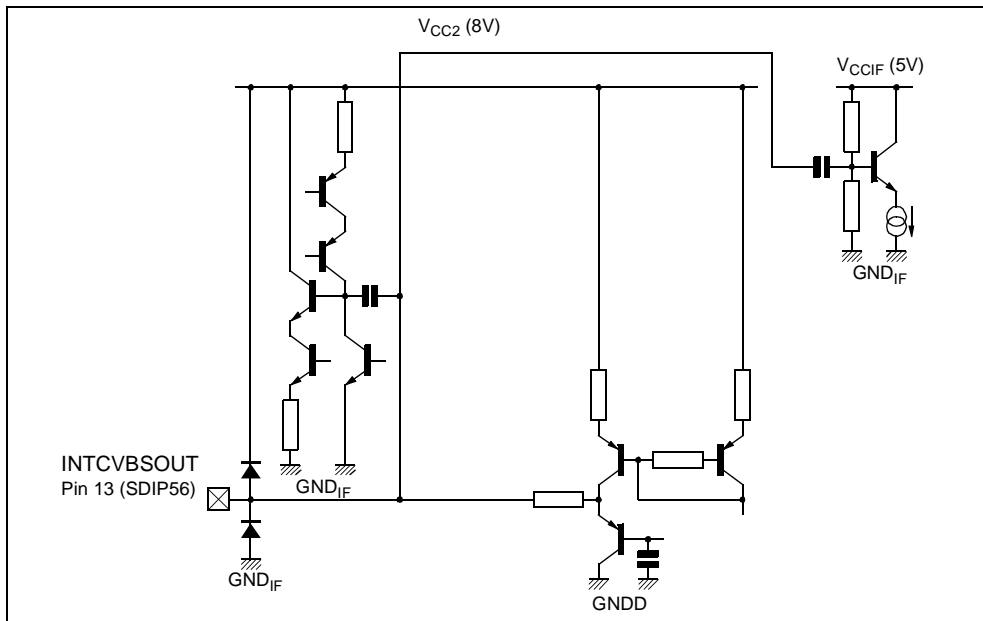 V_CC2 (8V)
V_CCIF (5V)
GND_IF
INTCVBSOUT
Pin 13 (SDIP56)
GND_IF
GND_IF
GNDD